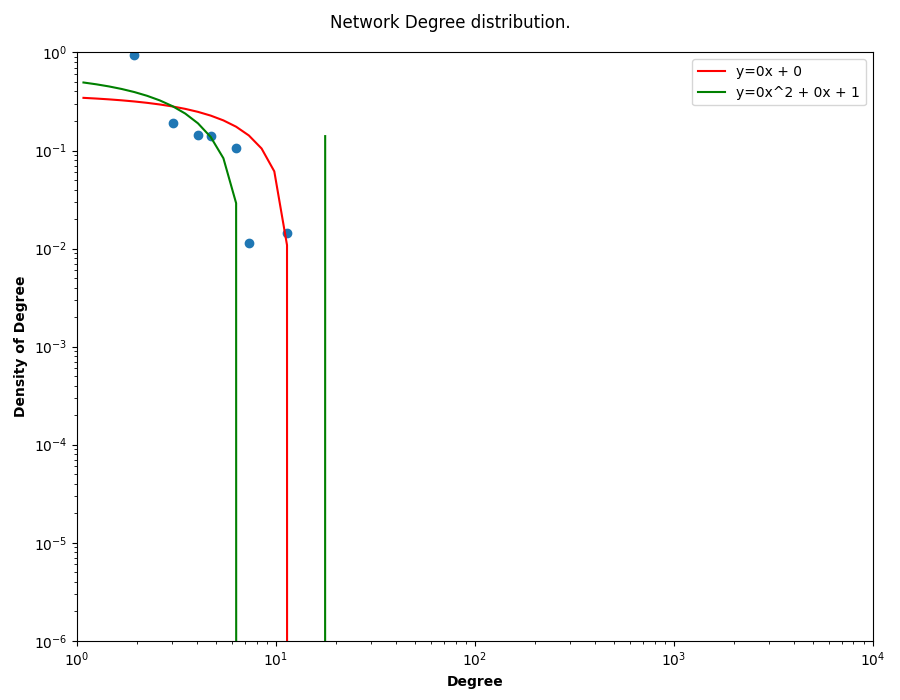 Network Degree distribution.
y=0x + 0
y=0x^2 + 0x + 1
Density of Degree
10^0
10^-1
10^-2
10^-3
10^-4
10^-5
10^-6
10^0 10^1 10^2 10^3 10^4
Degree